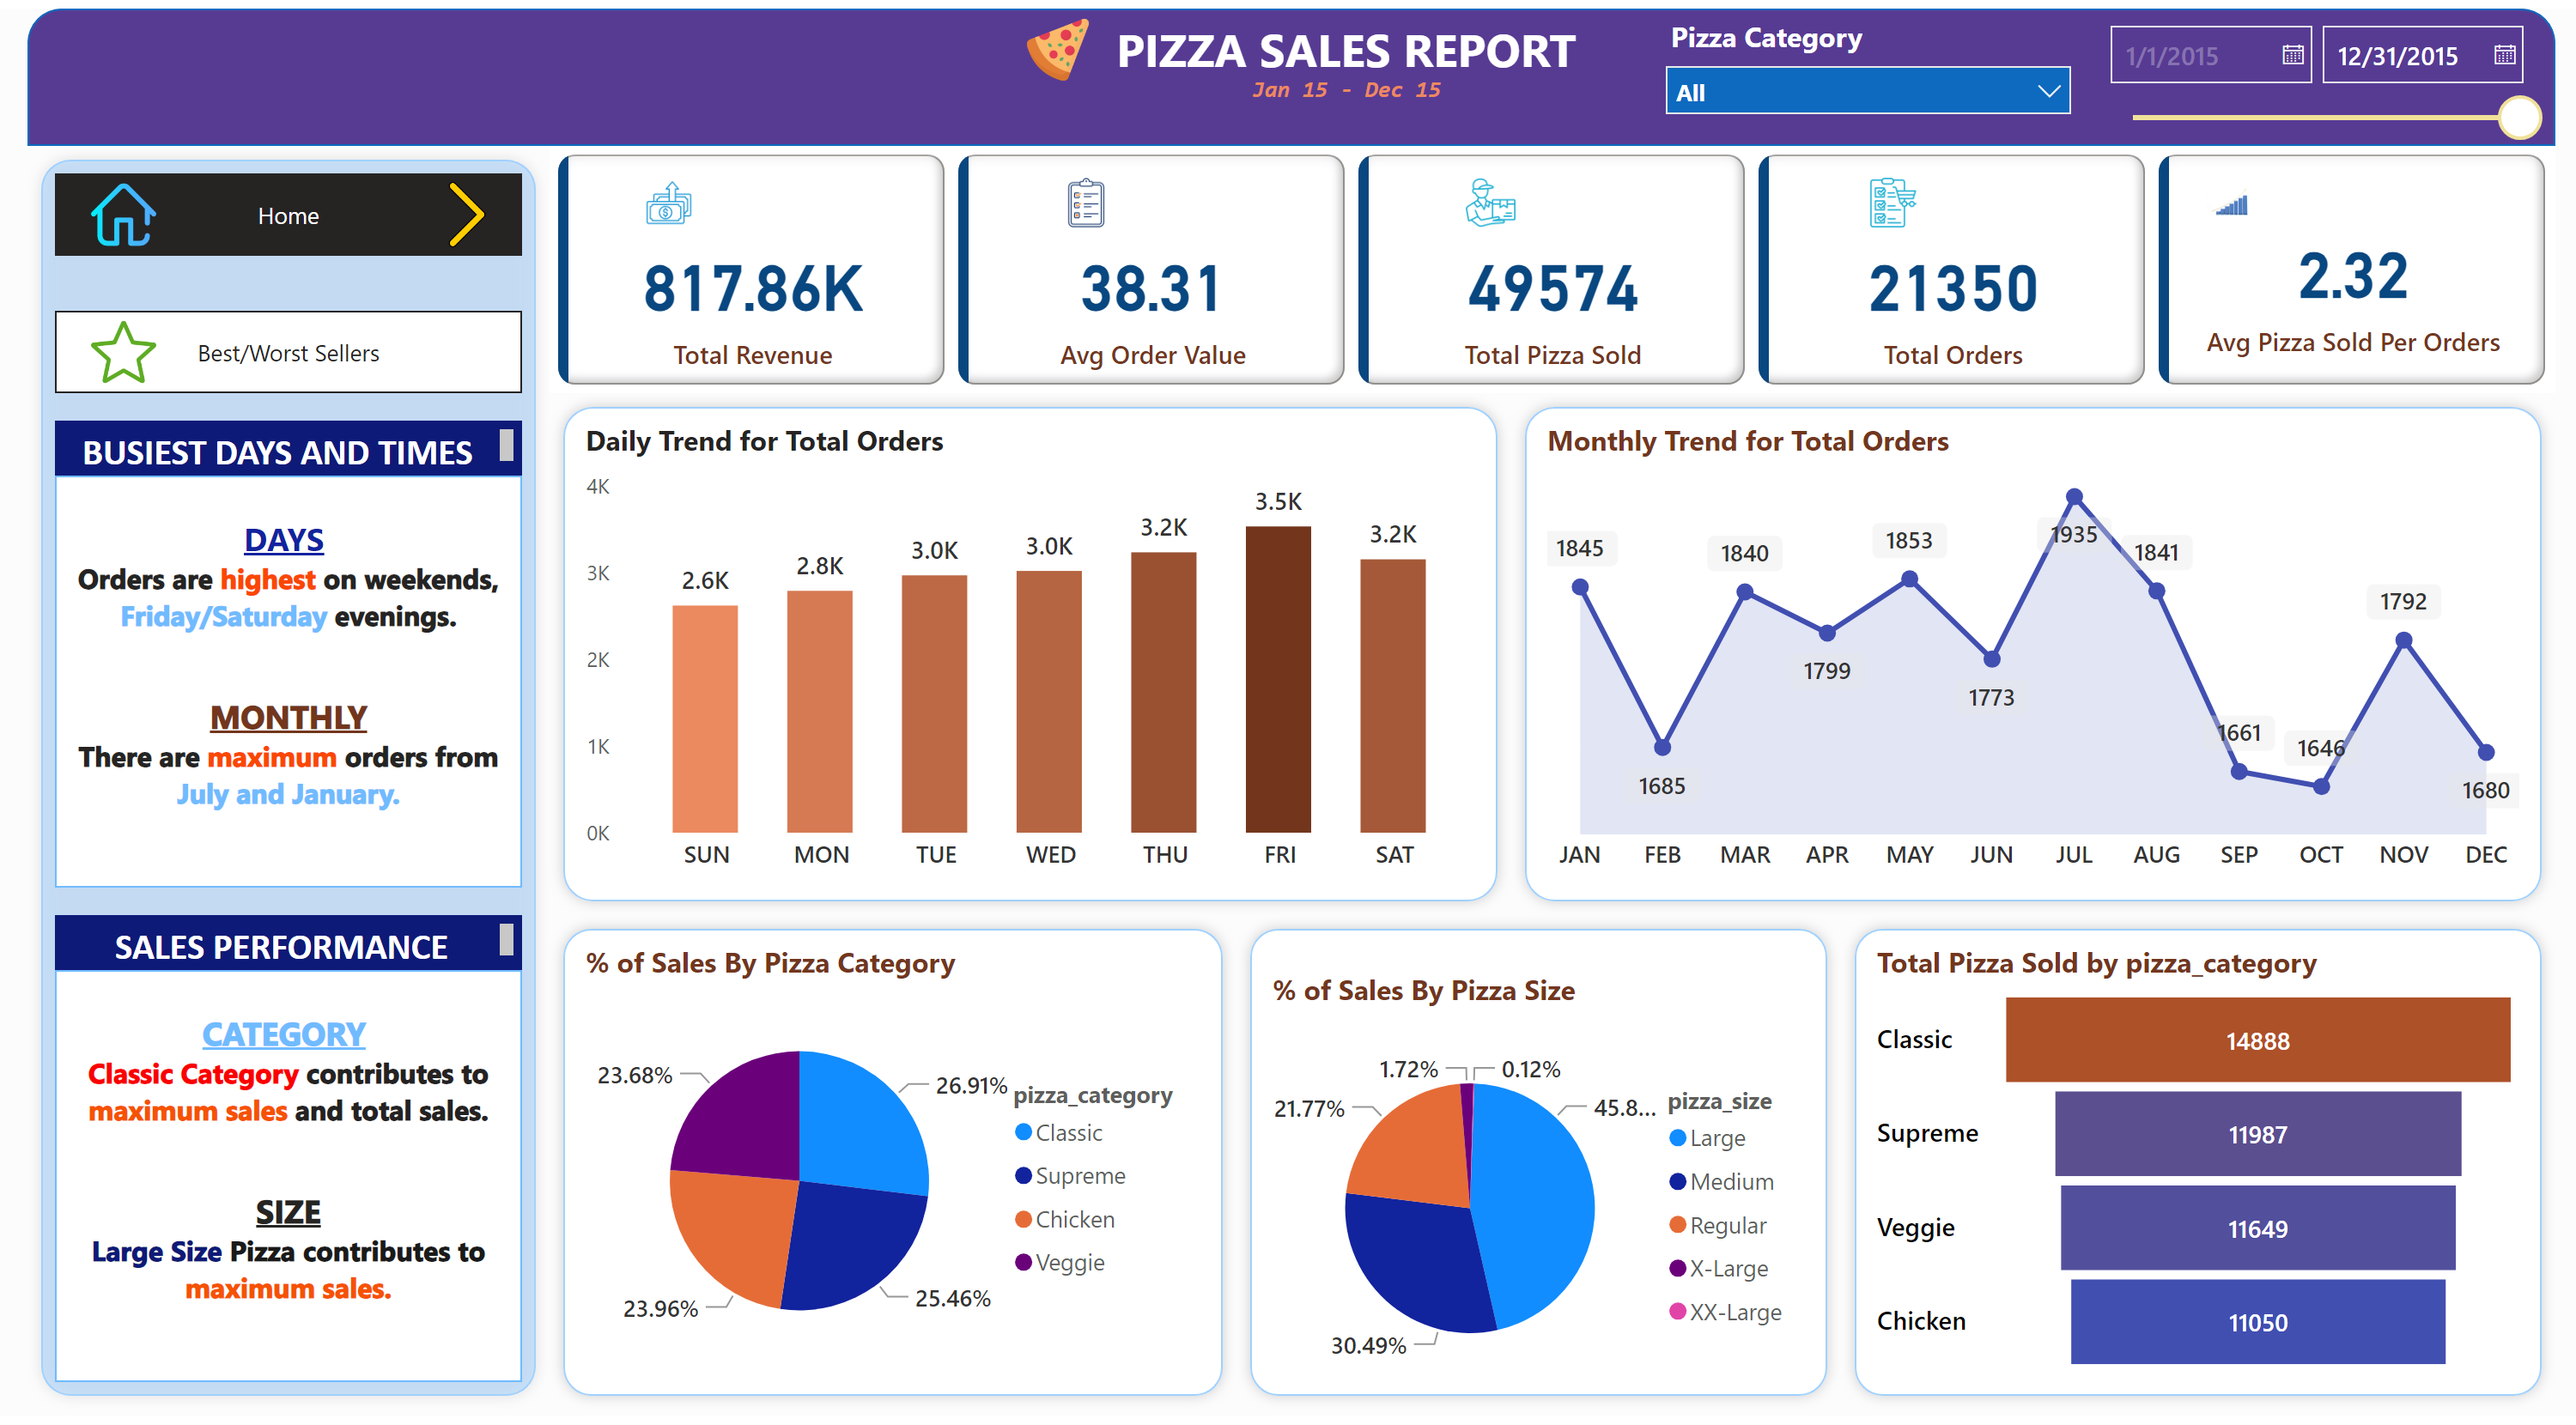 PIZZA SALES REPORT
Jan 15 - Dec 15
Pizza Category
All
1/1/2015
12/31/2015
Home
Best/Worst Sellers
BUSIEST DAYS AND TIMES
DAYS
Orders are highest on weekends,
Friday/Saturday evenings.
MONTHLY
There are maximum orders from
July and January.
SALES PERFORMANCE
CATEGORY
Classic Category contributes to
maximum sales and total sales.
SIZE
Large Size Pizza contributes to
maximum sales.
817.86K
Total Revenue
38.31
Avg Order Value
49574
Total Pizza Sold
21350
Total Orders
2.32
Avg Pizza Sold Per Orders
Daily Trend for Total Orders
4K
3K
2K
1K
0K
2.6K
2.8K
3.0K
3.0K
3.2K
3.5K
3.2K
SUN MON TUE WED THU FRI SAT
Monthly Trend for Total Orders
1845
1685
1840
1799
1853
1773
1935
1841
1661
1646
1792
1680
JAN FEB MAR APR MAY JUN JUL AUG SEP OCT NOV DEC
% of Sales By Pizza Category
23.68%
26.91%
23.96%
25.46%
pizza_category
Classic
Supreme
Chicken
Veggie
% of Sales By Pizza Size
1.72%
0.12%
21.77%
45.8...
30.49%
pizza_size
Large
Medium
Regular
X-Large
XX-Large
Total Pizza Sold by pizza_category
Classic 14888
Supreme 11987
Veggie 11649
Chicken 11050